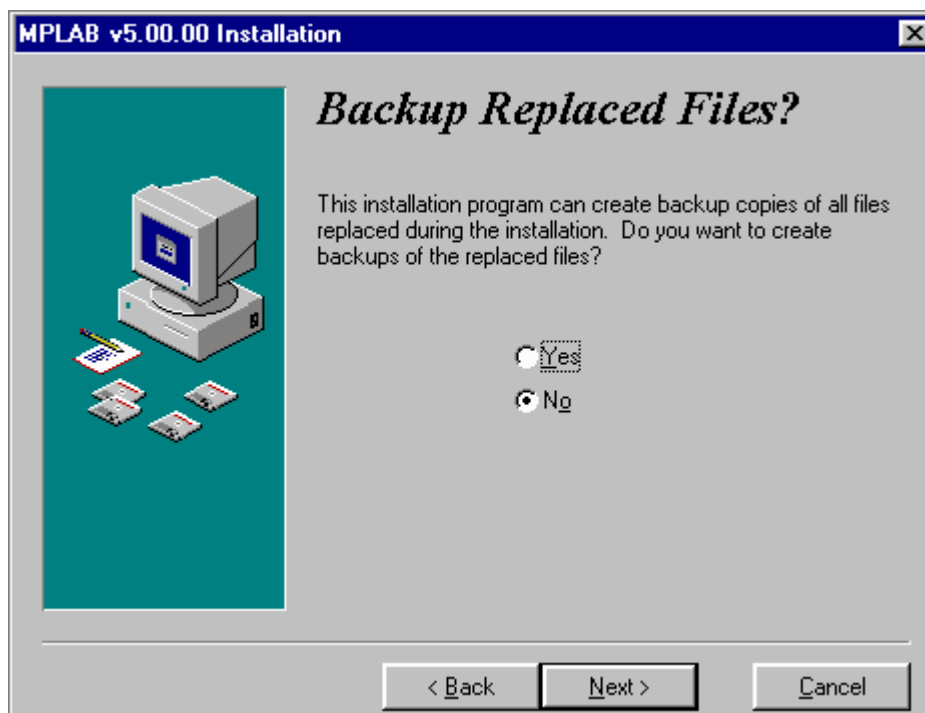 MPLAB v5.00.00 Installation
Backup Replaced Files?
This installation program can create backup copies of all files
replaced during the installation.  Do you want to create
backups of the replaced files?
Yes
No
< Back
Next >
Cancel